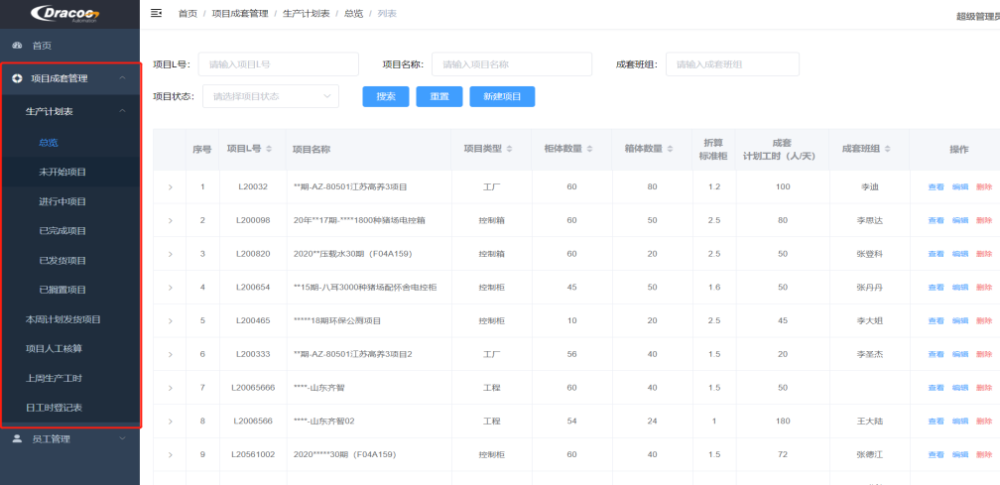 Dracoo
Automation
首页 / 项目成套管理 / 生产计划表 / 总览 / 列表
超级管理员
首页
项目成套管理
生产计划表
总览
未开始项目
进行中项目
已完成项目
已发货项目
已搁置项目
本周计划发货项目
项目人工核算
上周生产工时
日工时登记表
员工管理
项目L号: 请输入项目L号 项目名称: 请输入项目名称 成套班组: 请输入成套班组
项目状态: 请选择项目状态 搜索 重置 新建项目
序号 项目L号 项目名称 项目类型 柜体数量 箱体数量 折算标准柜 成套计划工时（人/天） 成套班组 操作
1 L20032 **期-AZ-80501江苏高养3项目 工厂 60 80 1.2 100 李迪 查看 编辑 删除
2 L200098 20年**17期-****1800种猪场电控箱 控制箱 60 50 2.5 80 李思达 查看 编辑 删除
3 L200820 2020**压载水30期（F04A159) 控制箱 60 20 2.5 50 张登科 查看 编辑 删除
4 L200654 **15期-八耳3000种猪场配怀舍电控柜 控制柜 45 50 1.6 50 张丹丹 查看 编辑 删除
5 L200465 *****18期环保公厕项目 控制柜 10 20 2.5 45 李大姐 查看 编辑 删除
6 L200333 **期-AZ-80501江苏高养3项目2 工厂 56 40 1.5 20 李圣杰 查看 编辑 删除
7 L20065666 ****-山东齐智 工程 60 40 1.5 50 查看 编辑 删除
8 L2006566 ****-山东齐智02 工程 54 24 1 180 王大陆 查看 编辑 删除
9 L20561002 2020*****30期（F04A159) 控制柜 60 40 1.5 72 张德江 查看 编辑 删除